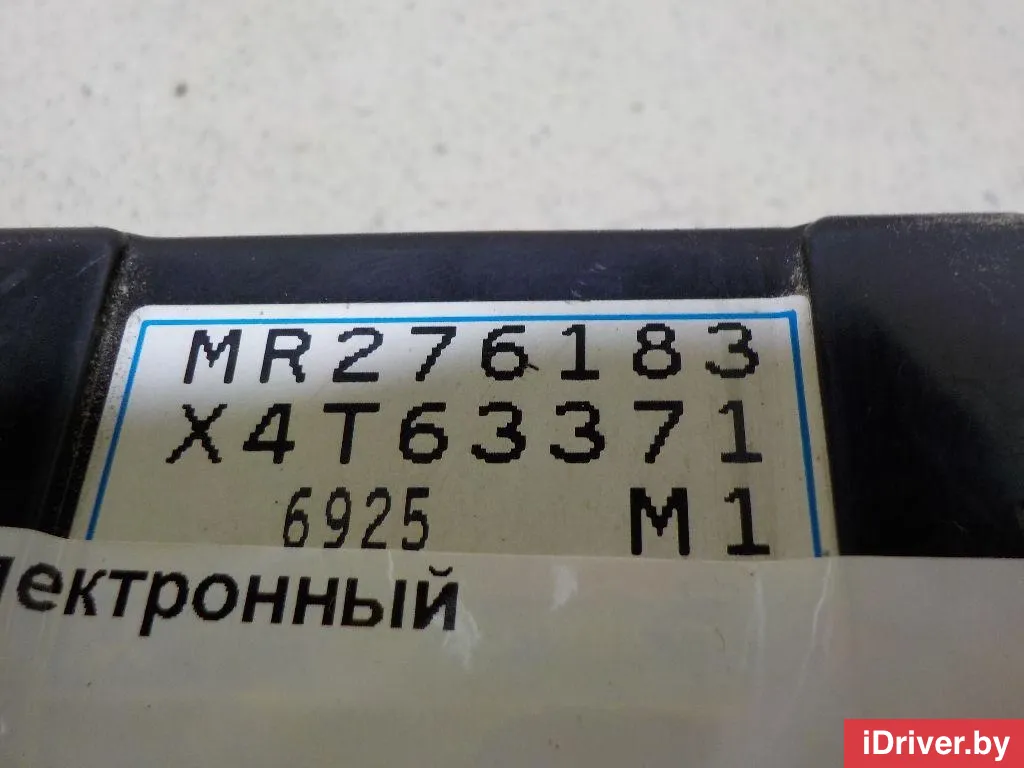 MR276183
X4T63371
6925 M1
лектронный
iDriver.by